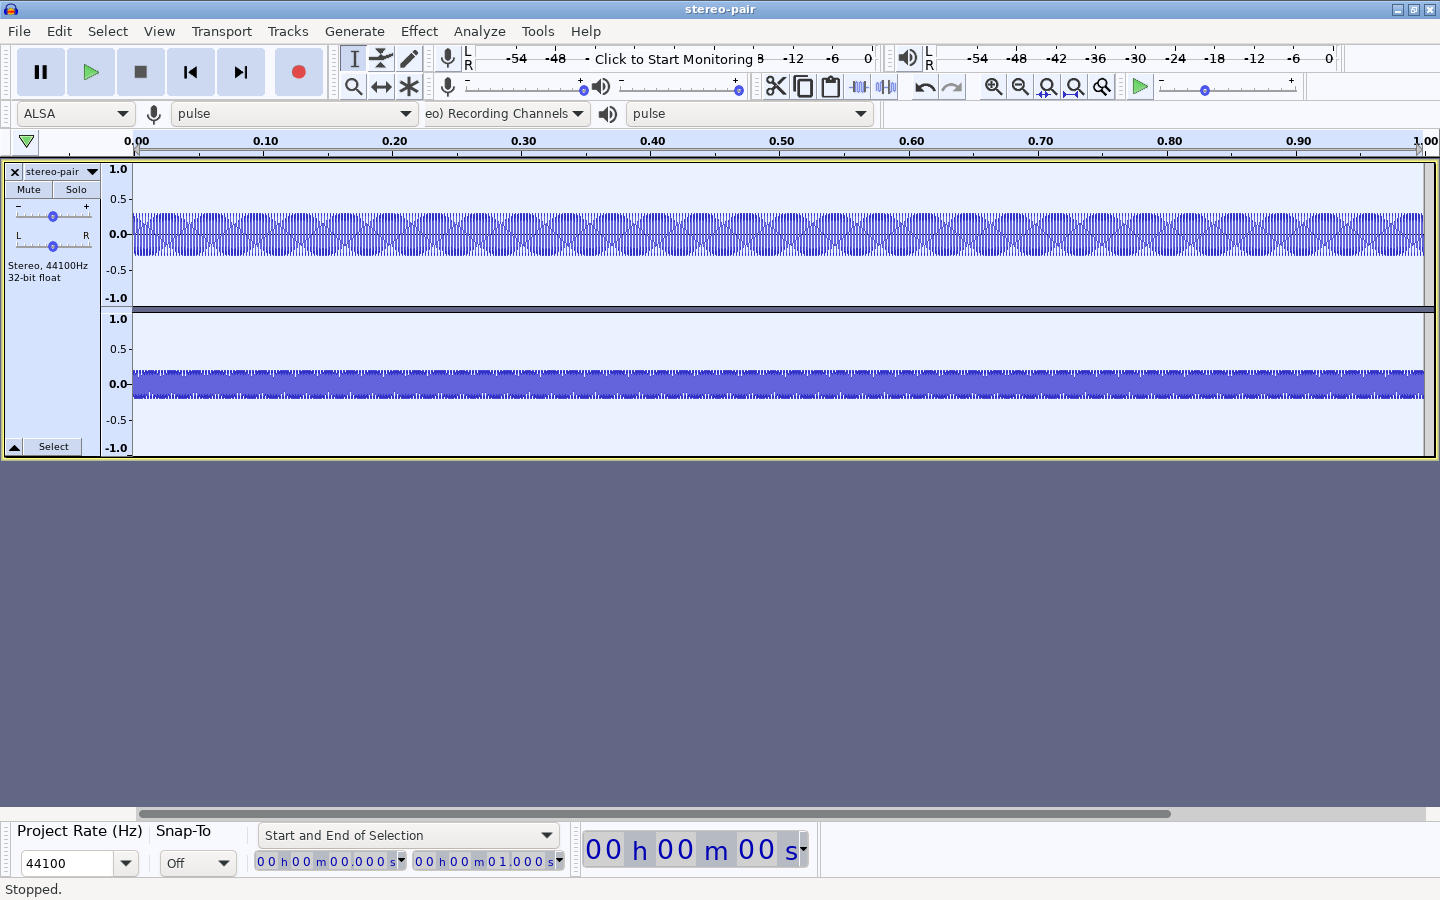 stereo-pair
File Edit Select View Transport Tracks Generate Effect Analyze Tools Help
L
R
-54 -48 - Click to Start Monitoring -12 -6 0
L
R
-54 -48 -42 -36 -30 -24 -18 -12 -6 0
- +
- +
- +
ALSA pulse eo) Recording Channels pulse
0.00 0.10 0.20 0.30 0.40 0.50 0.60 0.70 0.80 0.90 1.00
stereo-pair
Mute Solo
- +
L R
Stereo, 44100Hz
32-bit float
Select
1.0
0.5
0.0
-0.5
-1.0
1.0
0.5
0.0
-0.5
-1.0
Project Rate (Hz) Snap-To
Start and End of Selection
44100 Off
00 h 00 m 00.000 s 00 h 00 m 01.000 s
00 h 00 m 00 s
Stopped.